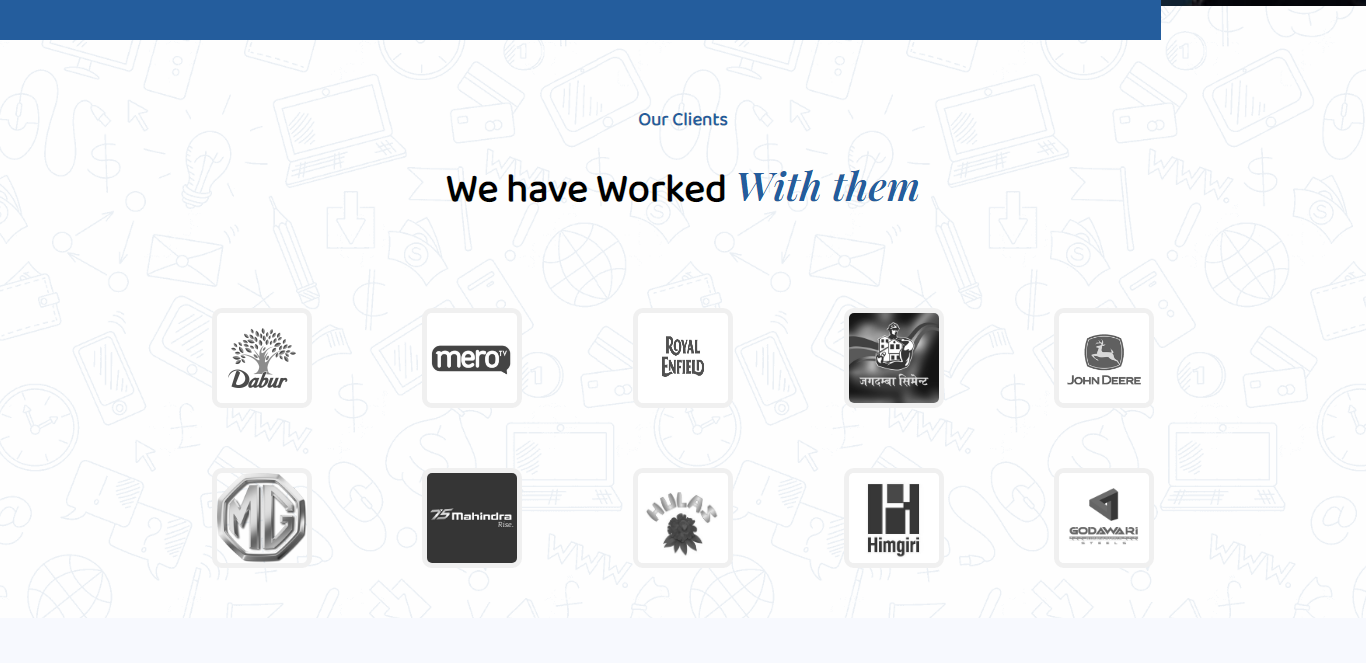 Our Clients
We have Worked With them
Dabur
mero TV
ROYAL
ENFIELD
जगदम्बा सिमेन्ट
JOHN DEERE
MG
75 Mahindra
Rise.
HULAS
Himgiri
GODAWARI
STEELS